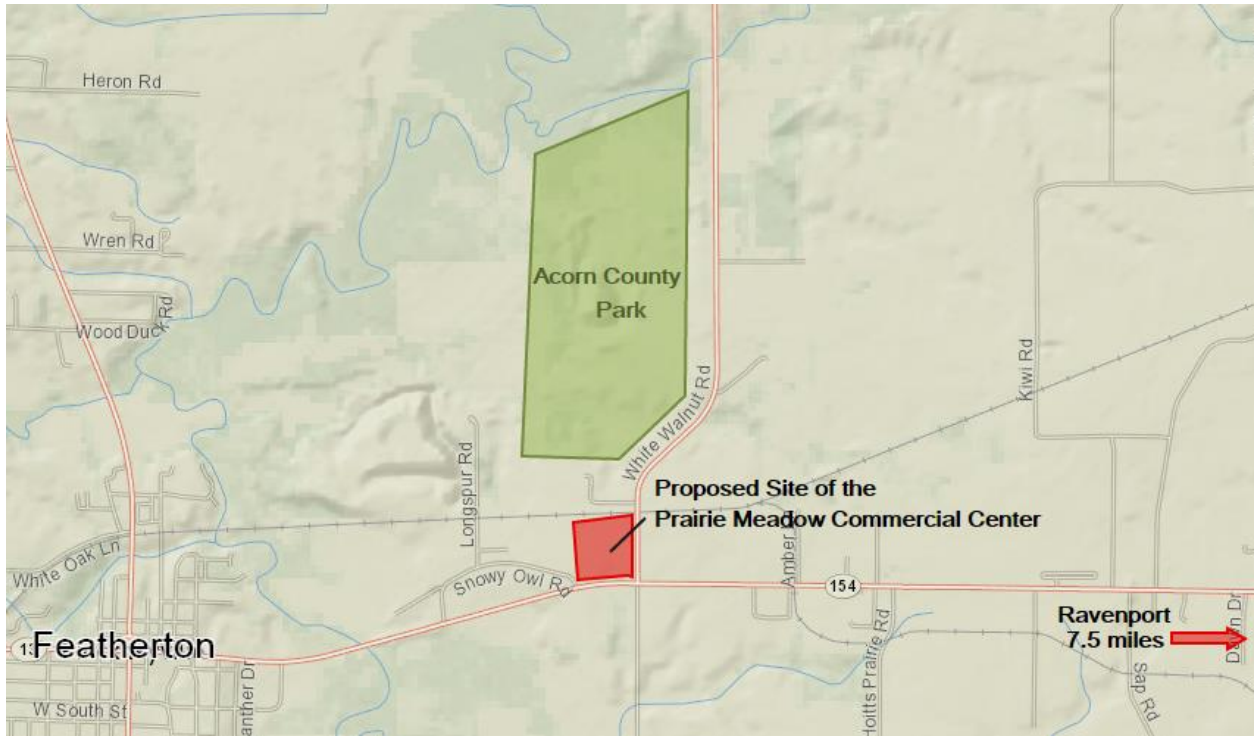 Heron Rd
Wren Rd
Wood Duck Rd
Acorn County
Park
White Walnut Rd
Kiwi Rd
Longspur Rd
Proposed Site of the
Prairie Meadow Commercial Center
White Oak Ln
Snowy Owl Rd
Amber
154
Ravenport
7.5 miles
Featherton
Hoitts Prairie Rd
Sap Rd
W South St
anther Dr